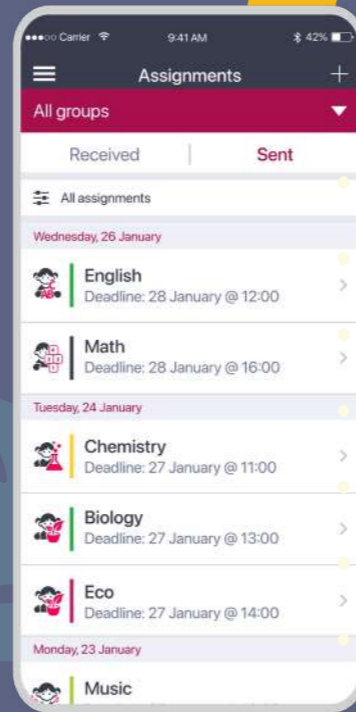 Carrier 9:41 AM 42%
Assignments
All groups
Received Sent
All assignments
Wednesday, 26 January
English
Deadline: 28 January @ 12:00
Math
Deadline: 28 January @ 16:00
Tuesday, 24 January
Chemistry
Deadline: 27 January @ 11:00
Biology
Deadline: 27 January @ 13:00
Eco
Deadline: 27 January @ 14:00
Monday, 23 January
Music